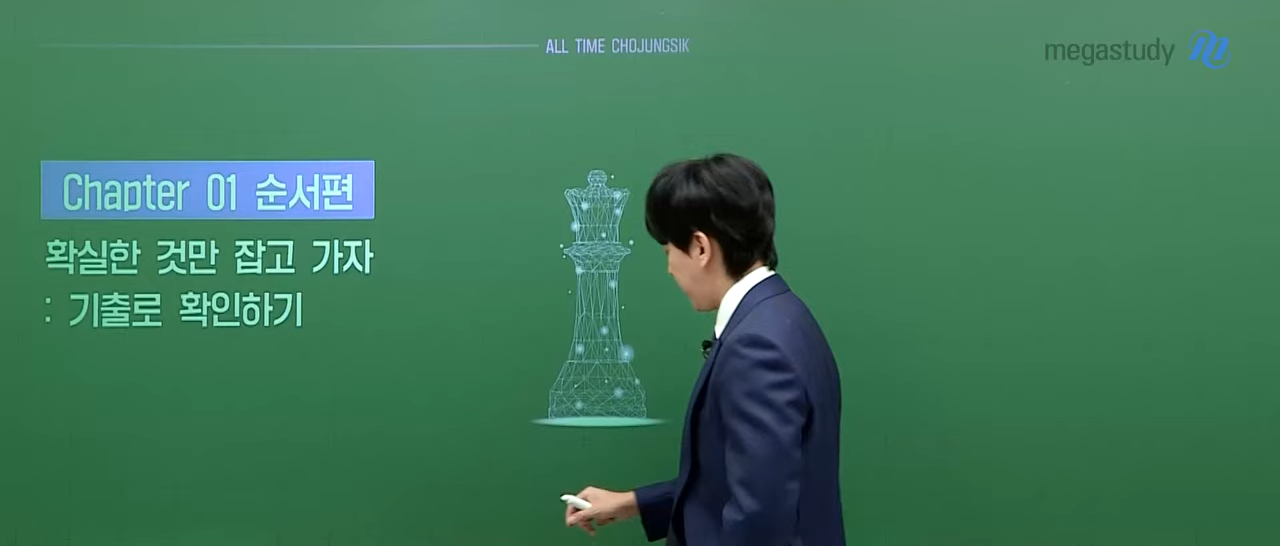 ALL TIME CHOJUNGSIK
megastudy
Chapter 01 순서편
확실한 것만 잡고 가자
: 기출로 확인하기